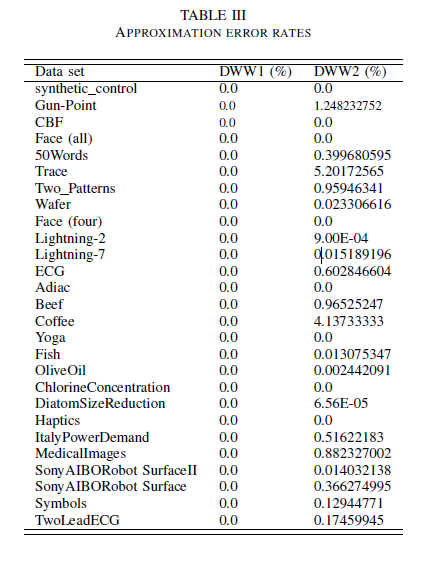 TABLE III
APPROXIMATION ERROR RATES
Data set DWW1 (%) DWW2 (%)
synthetic_control 0.0 0.0
Gun-Point 0.0 1.248232752
CBF 0.0 0.0
Face (all) 0.0 0.0
50Words 0.0 0.399680595
Trace 0.0 5.20172565
Two_Patterns 0.0 0.95946341
Wafer 0.0 0.023306616
Face (four) 0.0 0.0
Lightning-2 0.0 9.00E-04
Lightning-7 0.0 0.015189196
ECG 0.0 0.602846604
Adiac 0.0 0.0
Beef 0.0 0.96525247
Coffee 0.0 4.13733333
Yoga 0.0 0.0
Fish 0.0 0.013075347
OliveOil 0.0 0.002442091
ChlorineConcentration 0.0 0.0
DiatomSizeReduction 0.0 6.56E-05
Haptics 0.0 0.0
ItalyPowerDemand 0.0 0.51622183
MedicalImages 0.0 0.882327002
SonyAIBORobot SurfaceII 0.0 0.014032138
SonyAIBORobot Surface 0.0 0.366274995
Symbols 0.0 0.12944771
TwoLeadECG 0.0 0.17459945